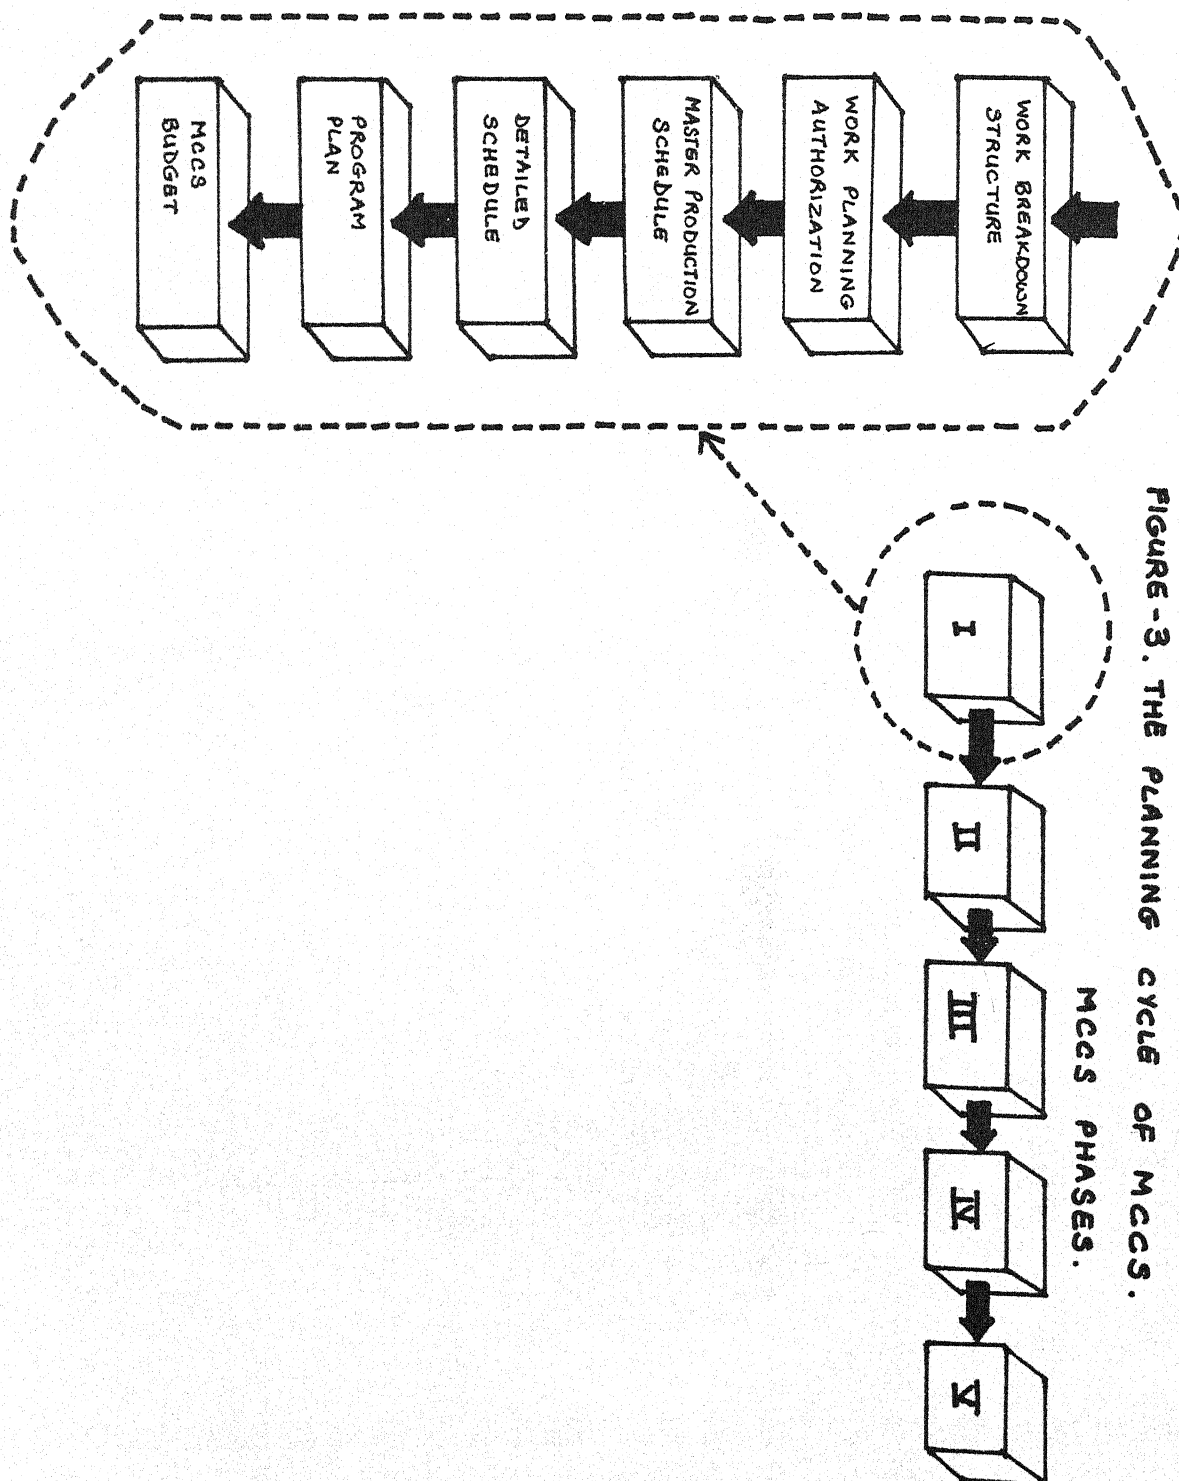 FIGURE-3. THE PLANNING CYCLE OF MCCS.
MCCS PHASES.
I
II
III
IV
V
WORK BREAKDOWN
STRUCTURE
WORK PLANNING
AUTHORIZATION
MASTER PRODUCTION
SCHEDULE
DETAILED
SCHEDULE
PROGRAM
PLAN
MCCS
BUDGET